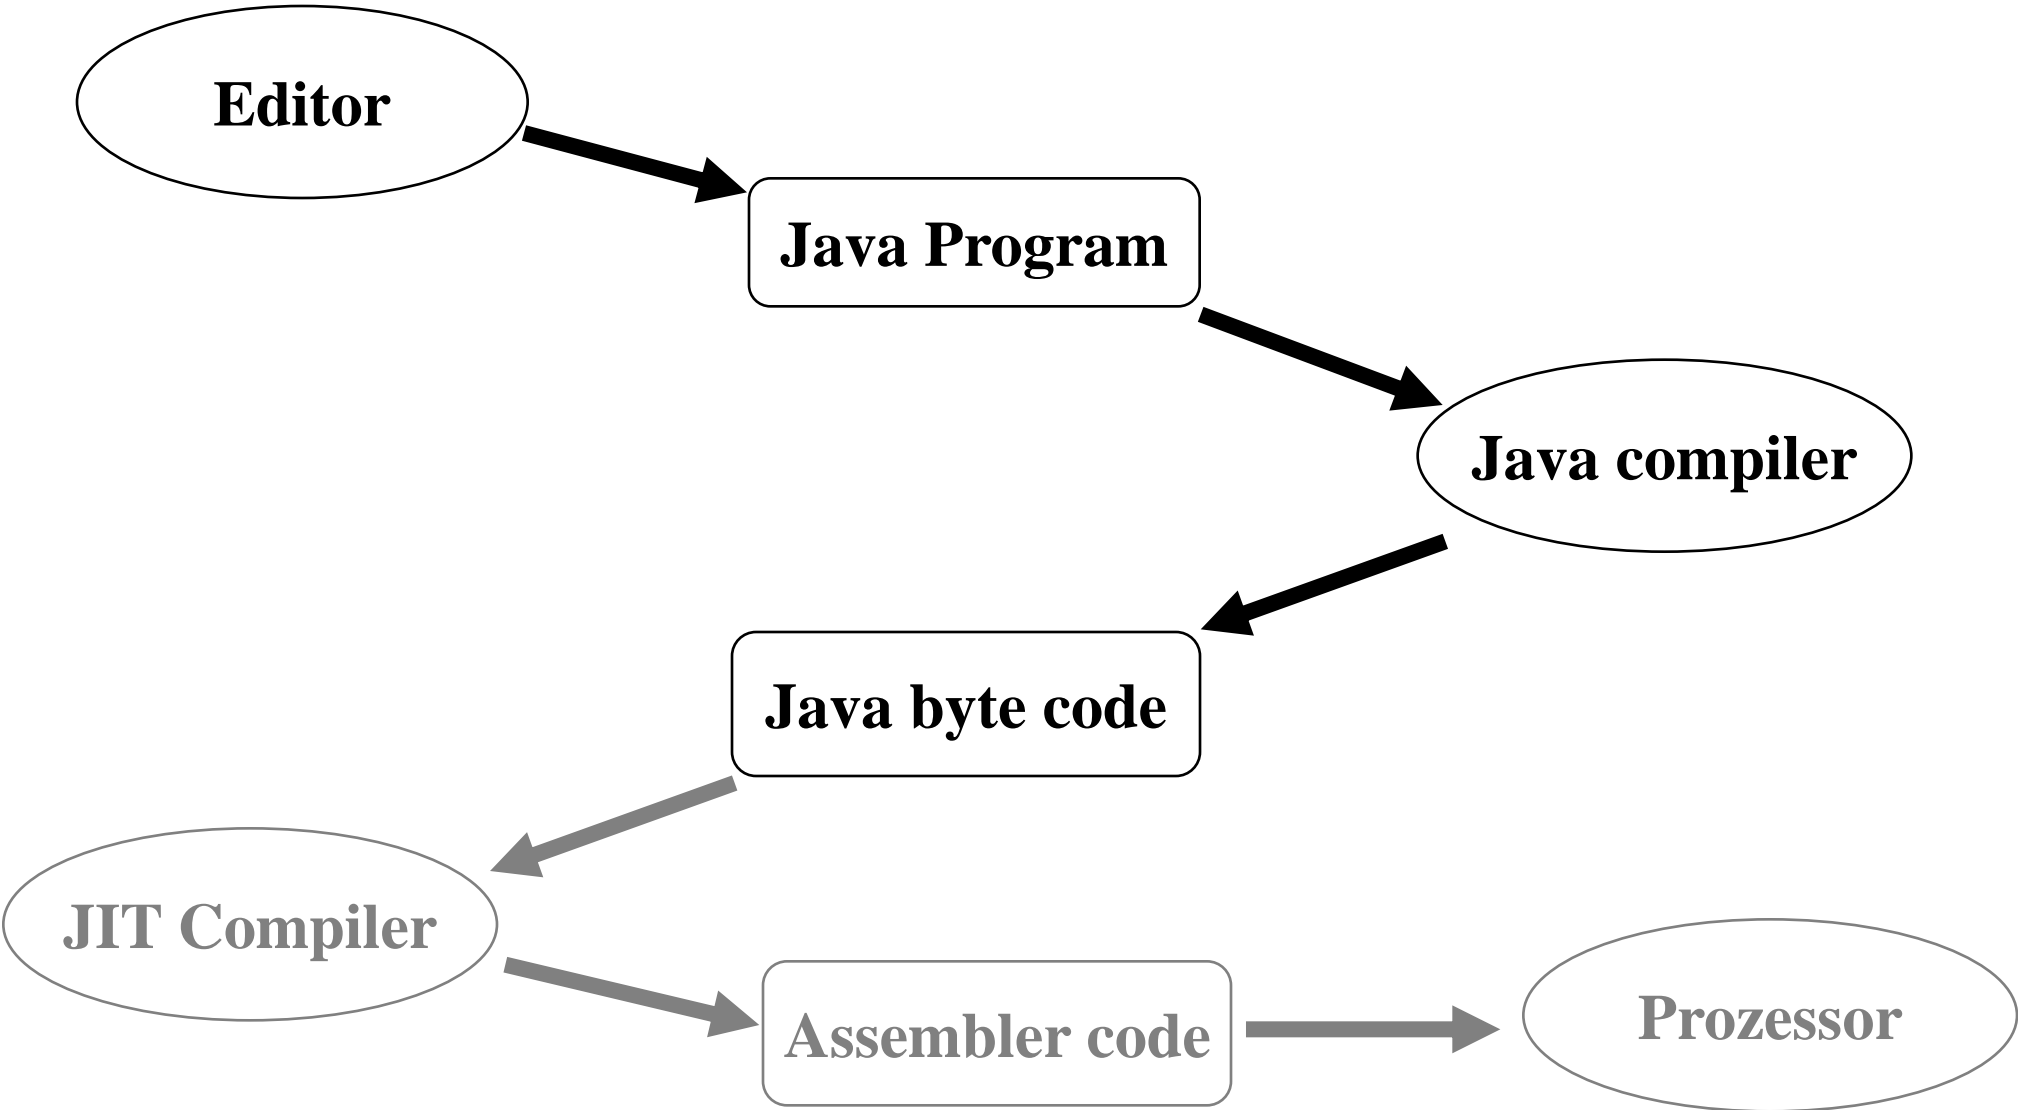 Editor
Java Program
Java compiler
Java byte code
JIT Compiler
Assembler code
Prozessor